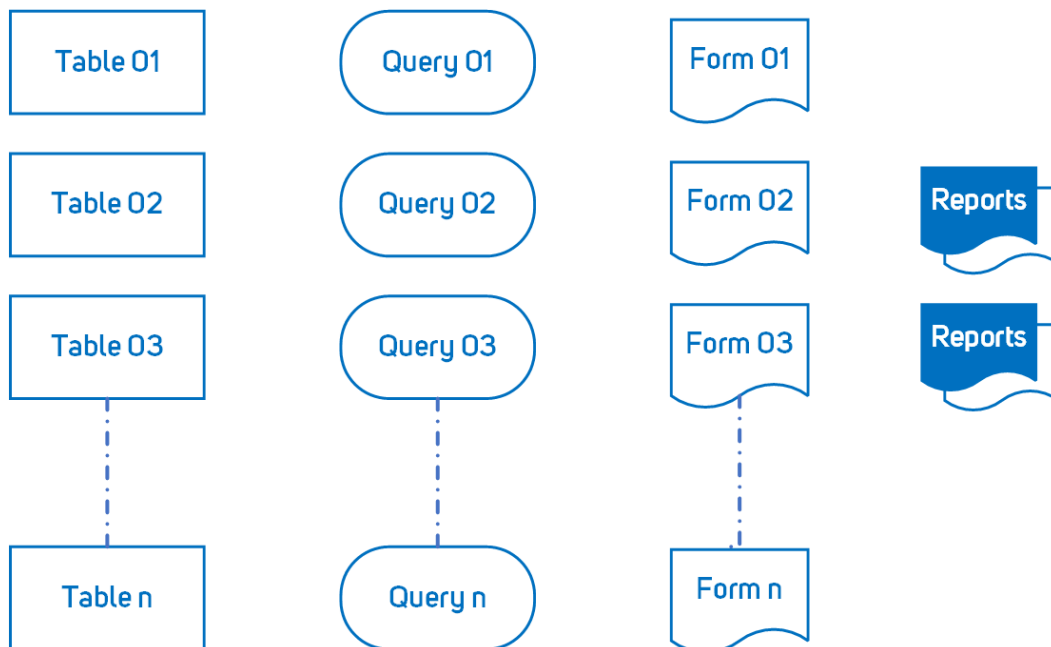 Table 01
Query 01
Form 01
Table 02
Query 02
Form 02
Reports
Table 03
Query 03
Form 03
Reports
Table n
Query n
Form n